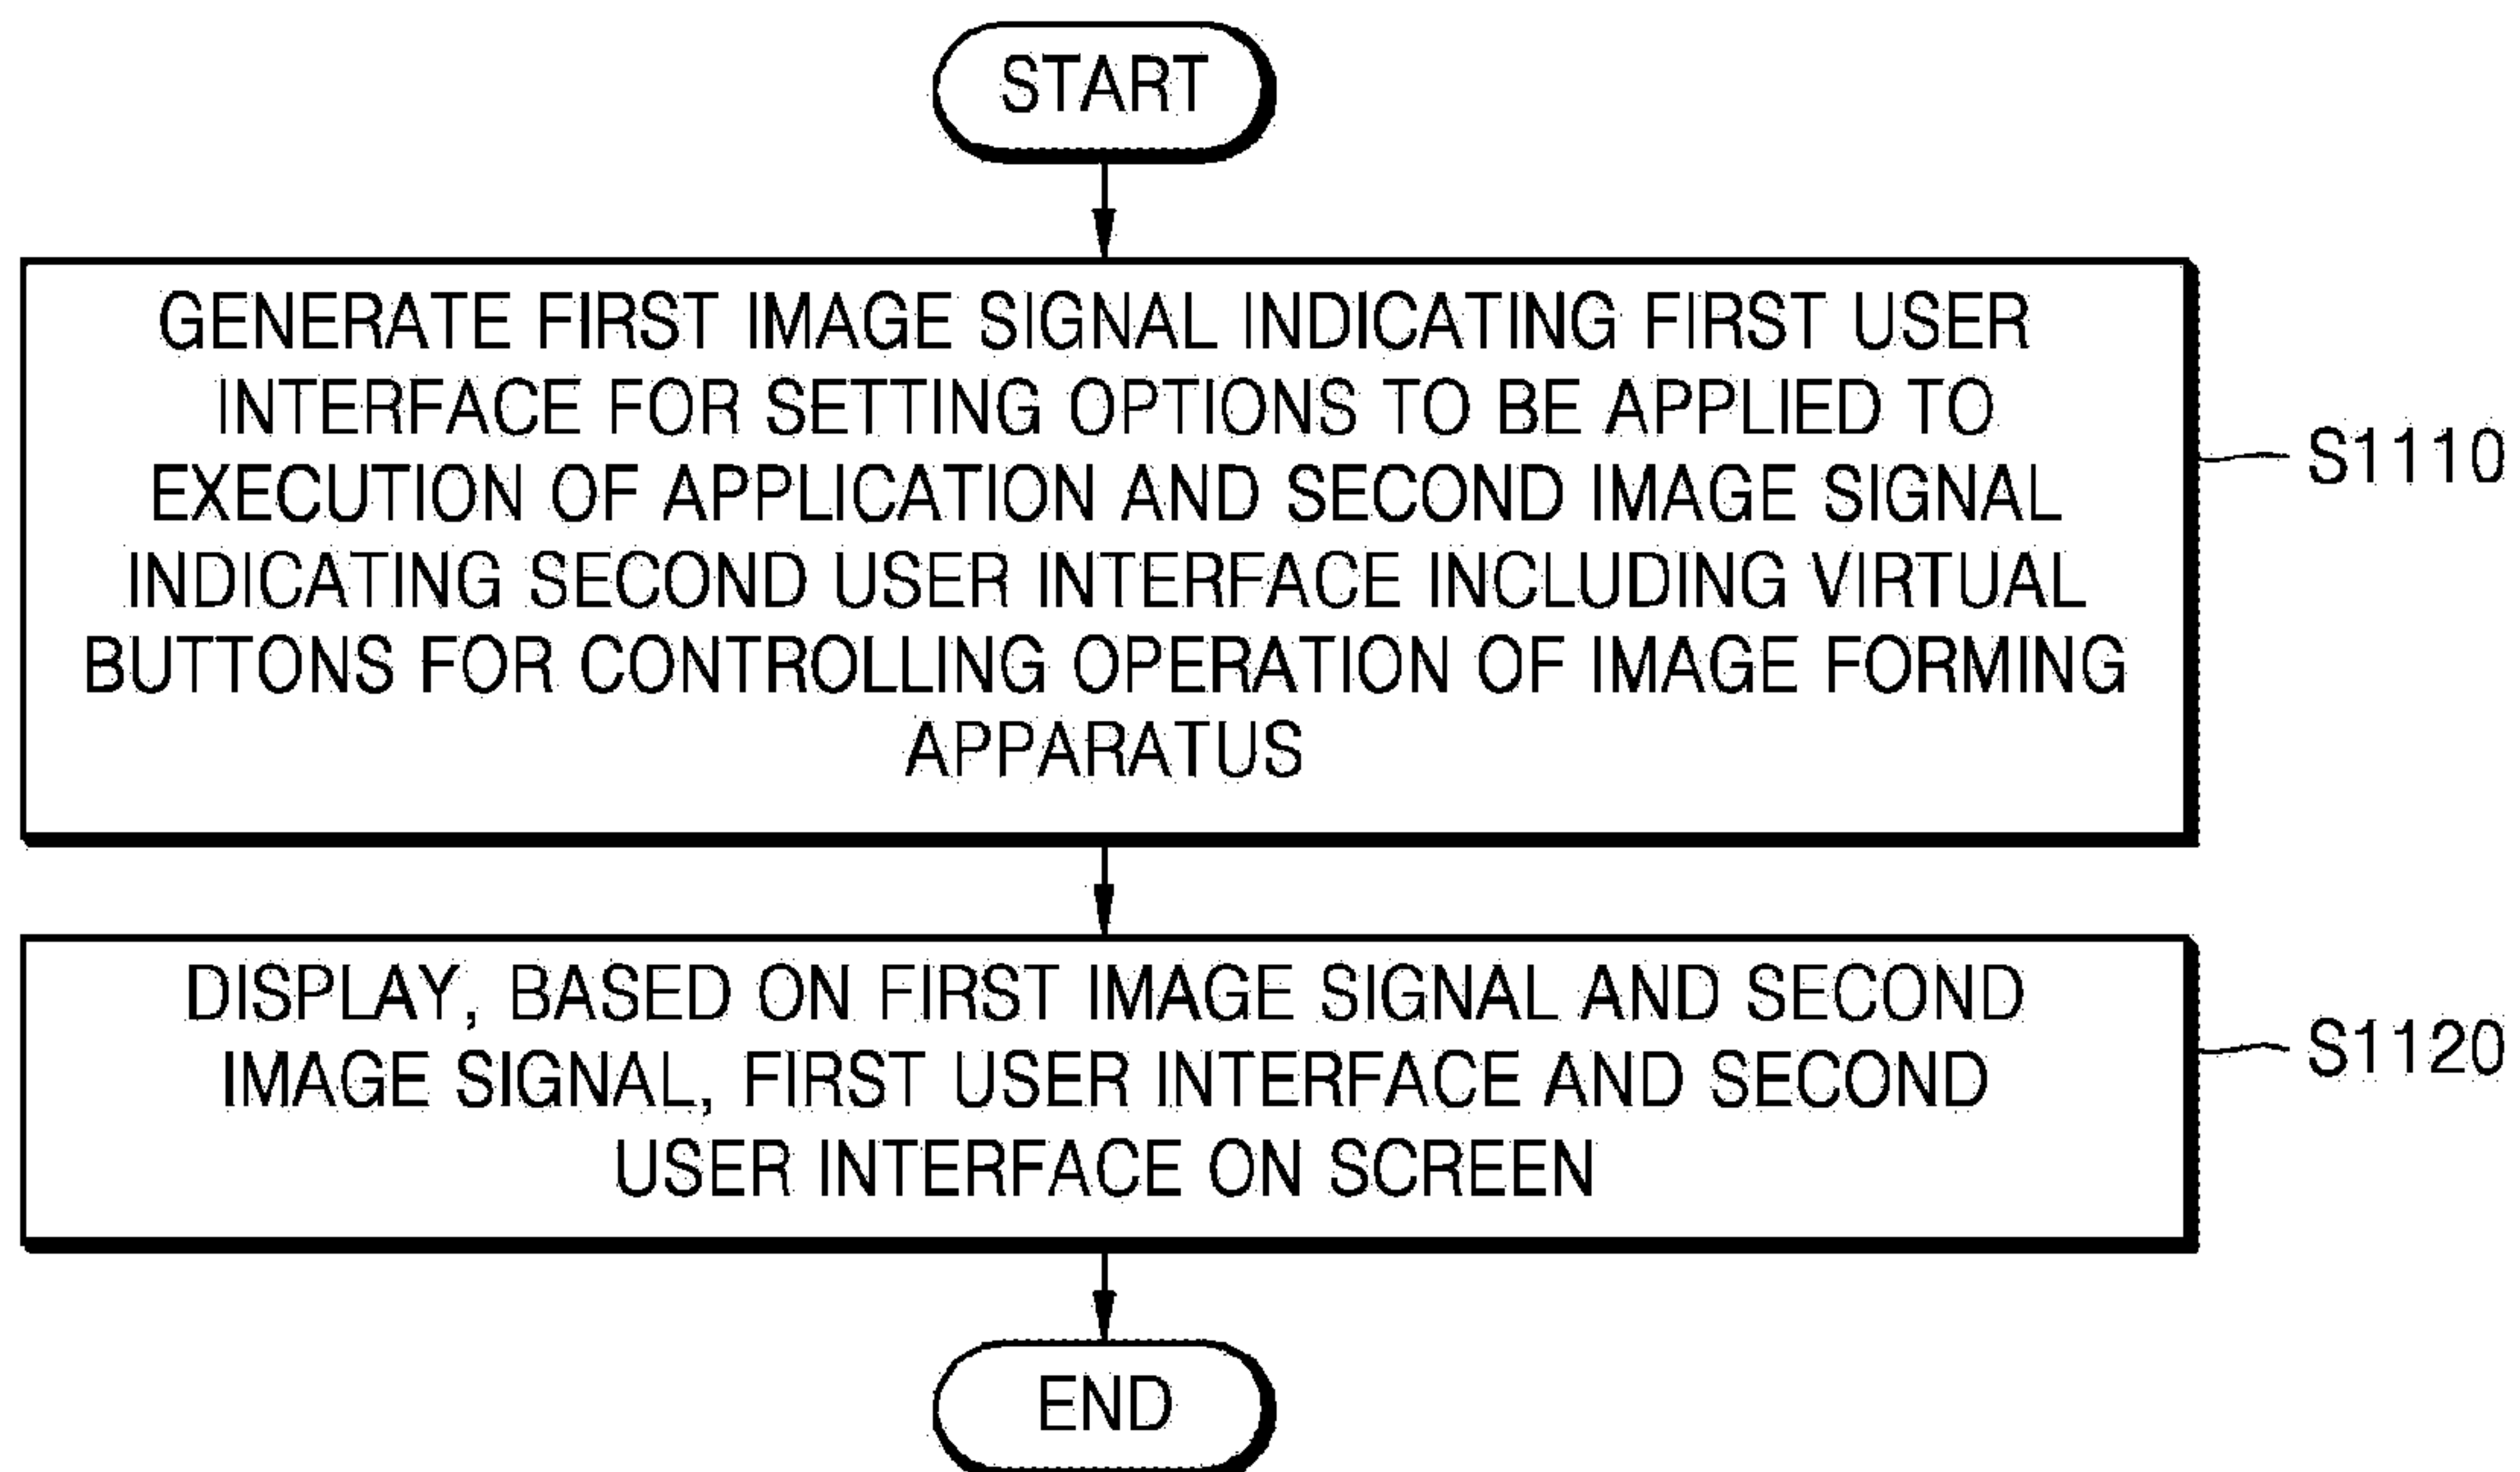 START
GENERATE FIRST IMAGE SIGNAL INDICATING FIRST USER
INTERFACE FOR SETTING OPTIONS TO BE APPLIED TO
EXECUTION OF APPLICATION AND SECOND IMAGE SIGNAL
INDICATING SECOND USER INTERFACE INCLUDING VIRTUAL
BUTTONS FOR CONTROLLING OPERATION OF IMAGE FORMING
APPARATUS
S1110
DISPLAY, BASED ON FIRST IMAGE SIGNAL AND SECOND
IMAGE SIGNAL, FIRST USER INTERFACE AND SECOND
USER INTERFACE ON SCREEN
S1120
END